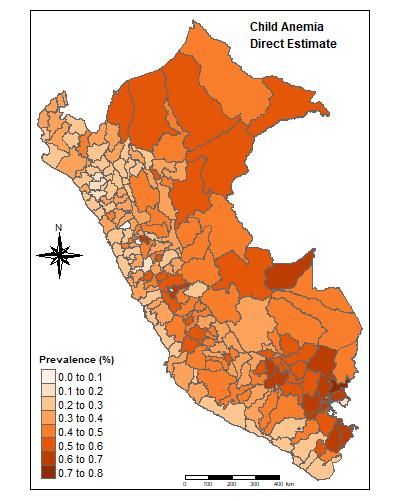 Child Anemia
Direct Estimate
N
Prevalence (%)
0.0 to 0.1
0.1 to 0.2
0.2 to 0.3
0.3 to 0.4
0.4 to 0.5
0.5 to 0.6
0.6 to 0.7
0.7 to 0.8
0 100 200 300 400 km